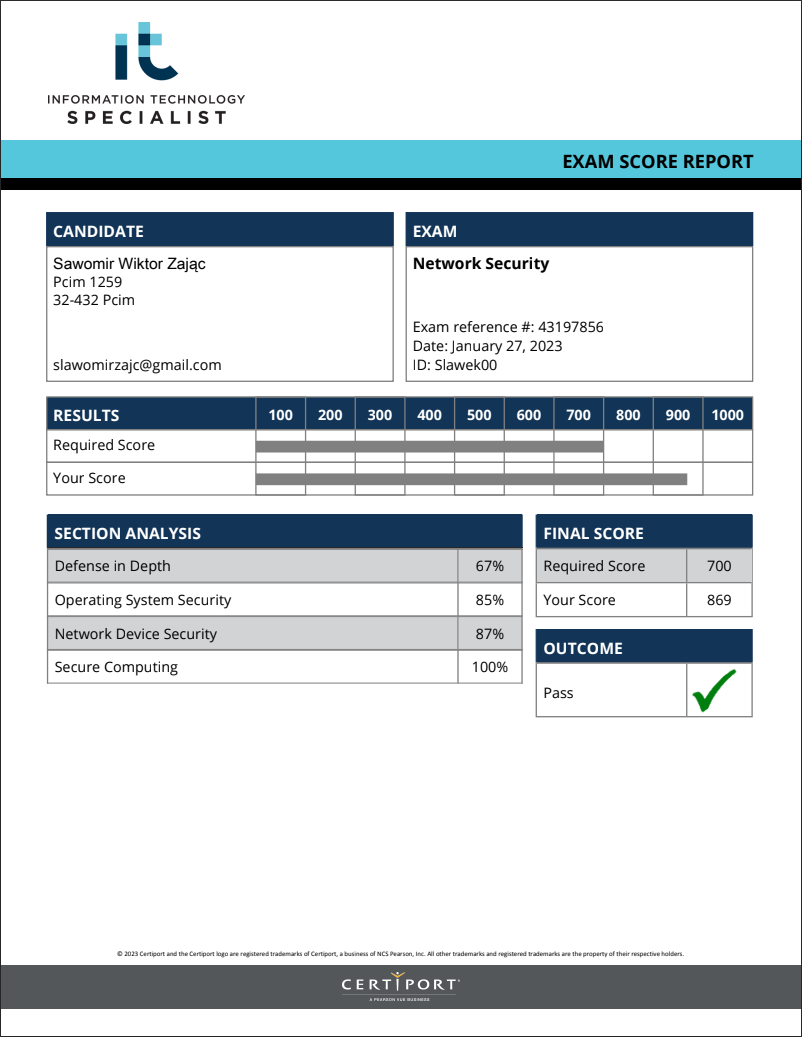 it
INFORMATION TECHNOLOGY
SPECIALIST
EXAM SCORE REPORT
CANDIDATE
Sawomir Wiktor Zając
Pcim 1259
32-432 Pcim
slawomirzajc@gmail.com
EXAM
Network Security
Exam reference #: 43197856
Date: January 27, 2023
ID: Slawek00
RESULTS 100 200 300 400 500 600 700 800 900 1000
Required Score
Your Score
SECTION ANALYSIS
Defense in Depth 67%
Operating System Security 85%
Network Device Security 87%
Secure Computing 100%
FINAL SCORE
Required Score 700
Your Score 869
OUTCOME
Pass
© 2023 Certiport and the Certiport logo are registered trademarks of Certiport, a business of NCS Pearson, Inc. All other trademarks and registered trademarks are the property of their respective holders.
CERTIPORT
A PEARSON VUE BUSINESS